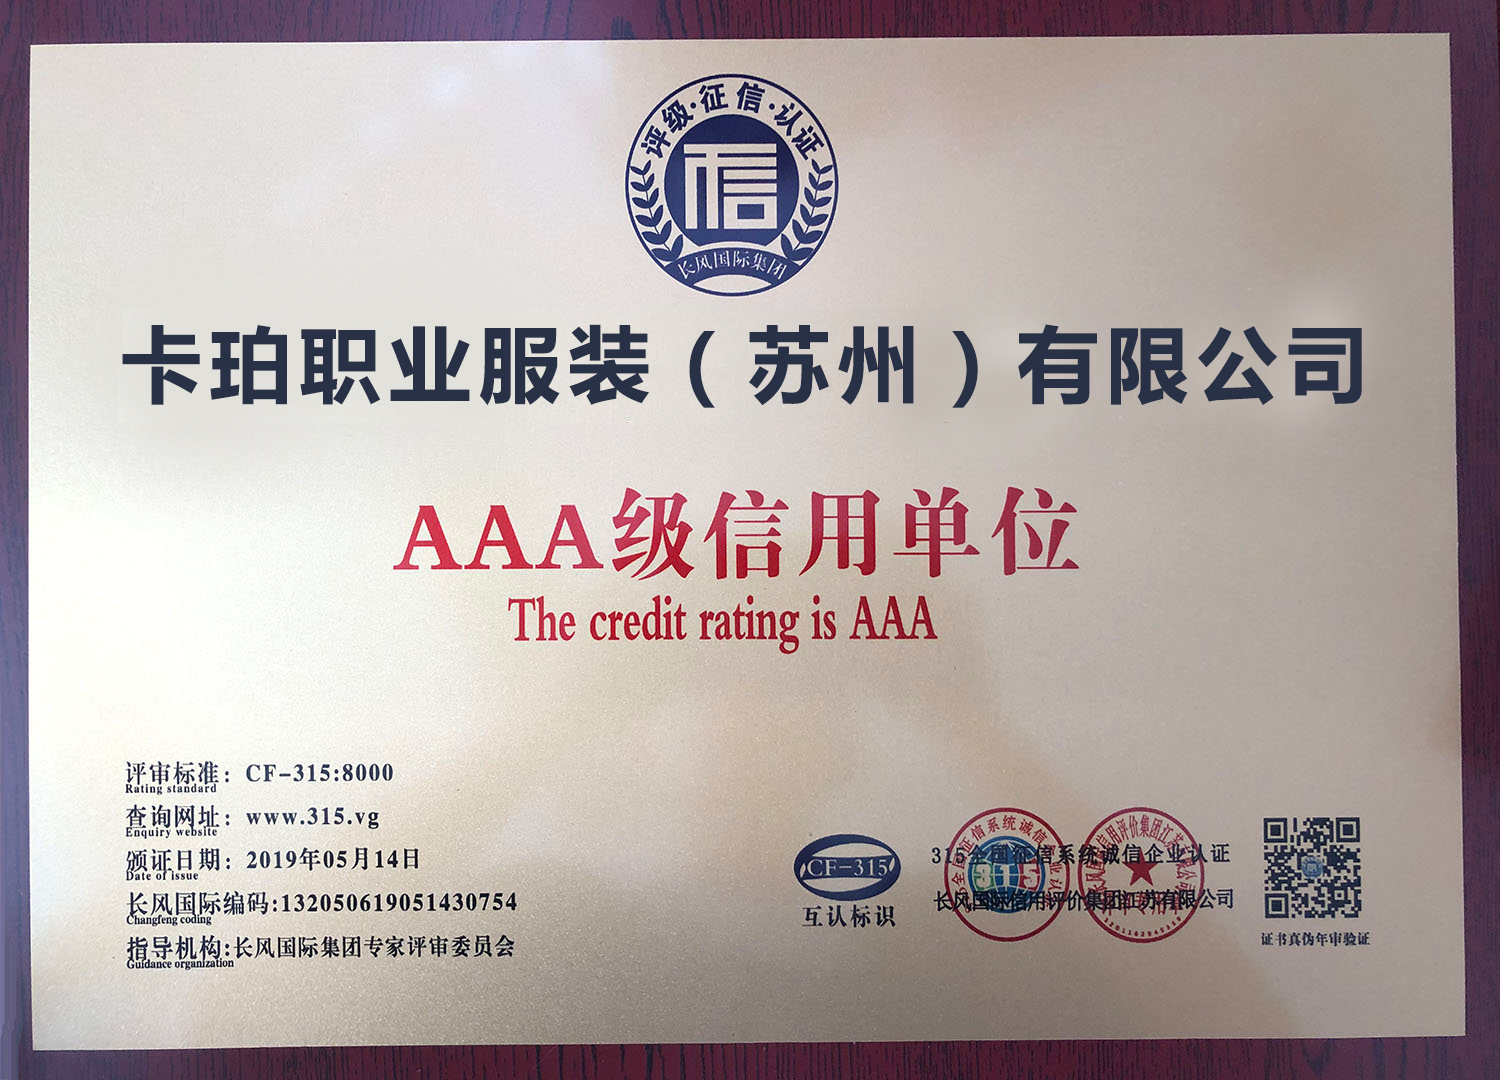 评级·征信·认证
信
长风国际集团
卡珀职业服装（苏州）有限公司
AAA级信用单位
The credit rating is AAA
评审标准：CF-315:8000
Rating standard
查询网址：www.315.vg
Enquiry website
颁证日期：2019年05月14日
Date of issue
长风国际编码:132050619051430754
Changfeng coding
指导机构:长风国际集团专家评审委员会
Guidance organization
CF-315
互认标识
315全国征信系统诚信企业认证
长风国际信用评价集团江苏有限公司
315
证书真伪年审验证